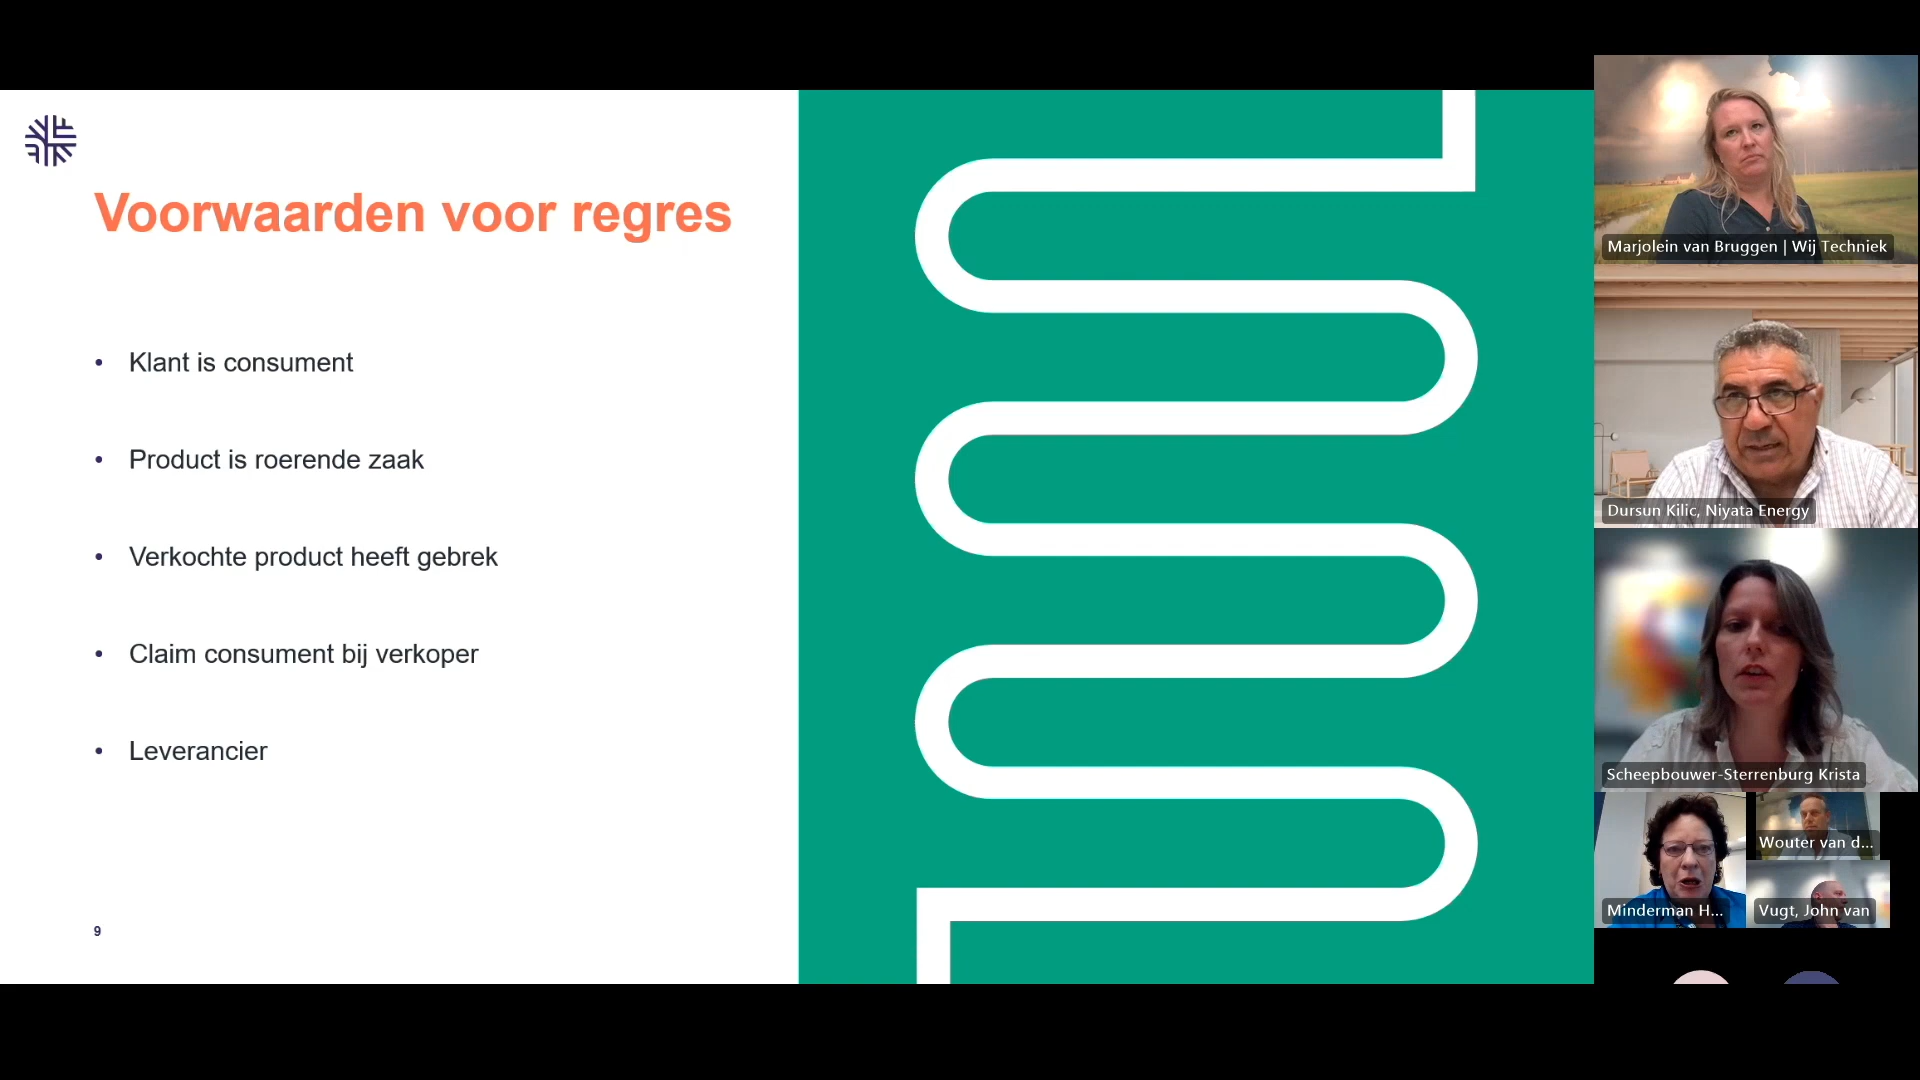 Voorwaarden voor regres
• Klant is consument
• Product is roerende zaak
• Verkochte product heeft gebrek
• Claim consument bij verkoper
• Leverancier
9
Marjolein van Bruggen | Wij Techniek
Dursun Kilic, Niyata Energy
Scheepbouwer-Sterrenburg Krista
Minderman H...
Wouter van d...
Vugt, John van